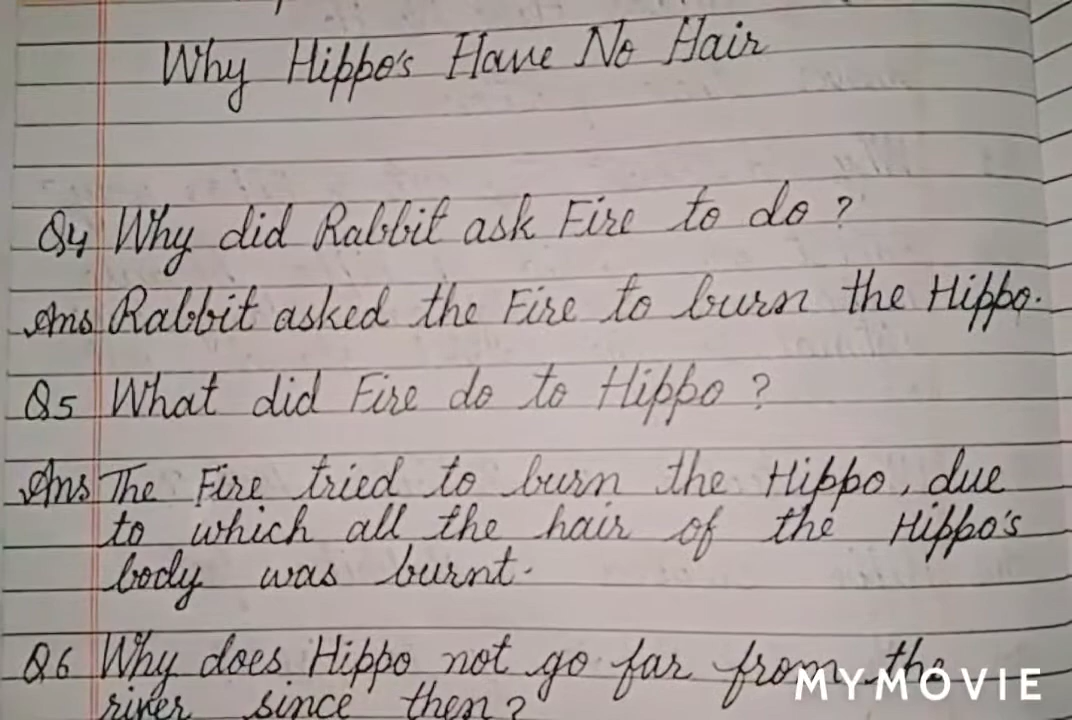 Why Hippo's Have No Hair
Q4 Why did Rabbit ask Fire to do?
Ans Rabbit asked the Fire to burn the Hippo.
Q5 What did Fire do to Hippo?
Ans The Fire tried to burn the Hippo, due
to which all the hair of the Hippo's
body was burnt.
Q6 Why does Hippo not go far from the
river since then?
MYMOVIE